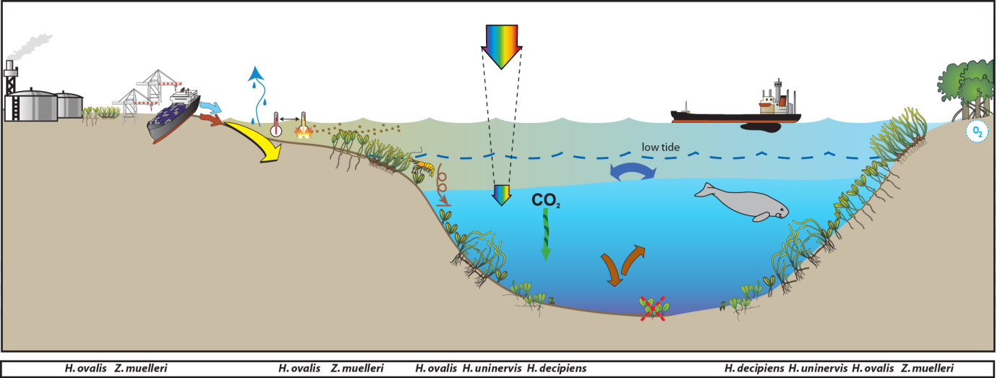 low tide
CO₂
O₂
H. ovalis Z. muelleri H. ovalis Z. muelleri H. ovalis H. uninervis H. decipiens H. decipiens H. uninervis H. ovalis Z. muelleri